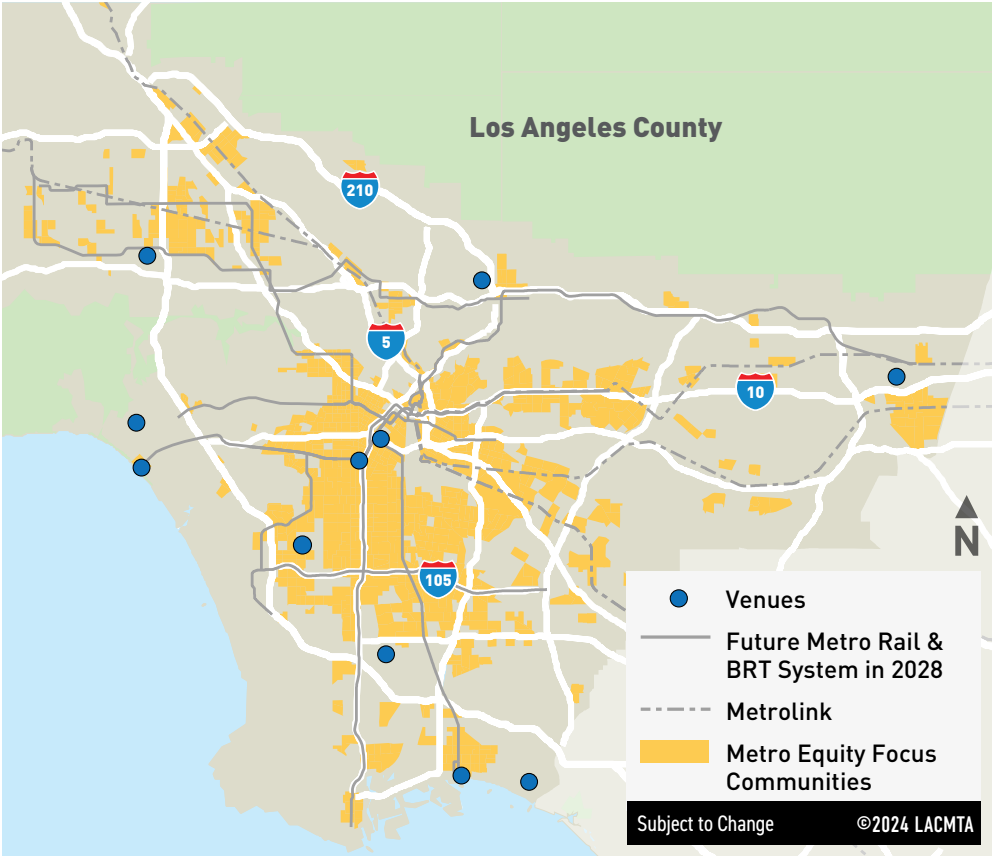 Los Angeles County
210
5
10
105
N
Venues
Future Metro Rail &
BRT System in 2028
Metrolink
Metro Equity Focus
Communities
Subject to Change
©2024 LACMTA